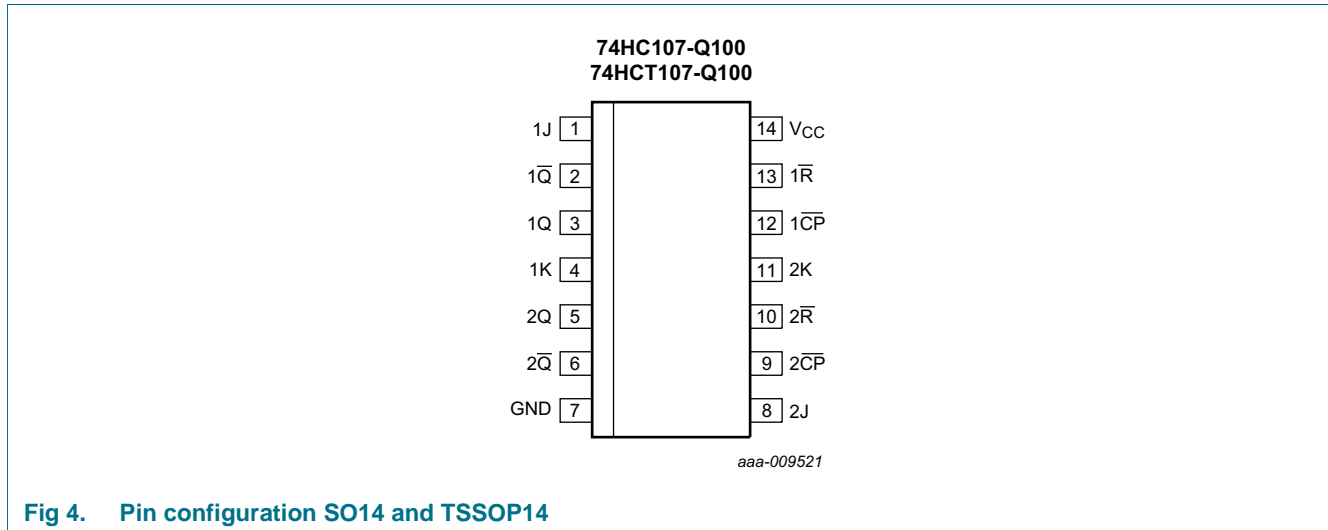 74HC107-Q100
74HCT107-Q100
1J 1 14 VCC
1Q̅ 2 13 1R̅
1Q 3 12 1C̅P̅
1K 4 11 2K
2Q 5 10 2R̅
2Q̅ 6 9 2C̅P̅
GND 7 8 2J
aaa-009521
Fig 4. Pin configuration SO14 and TSSOP14